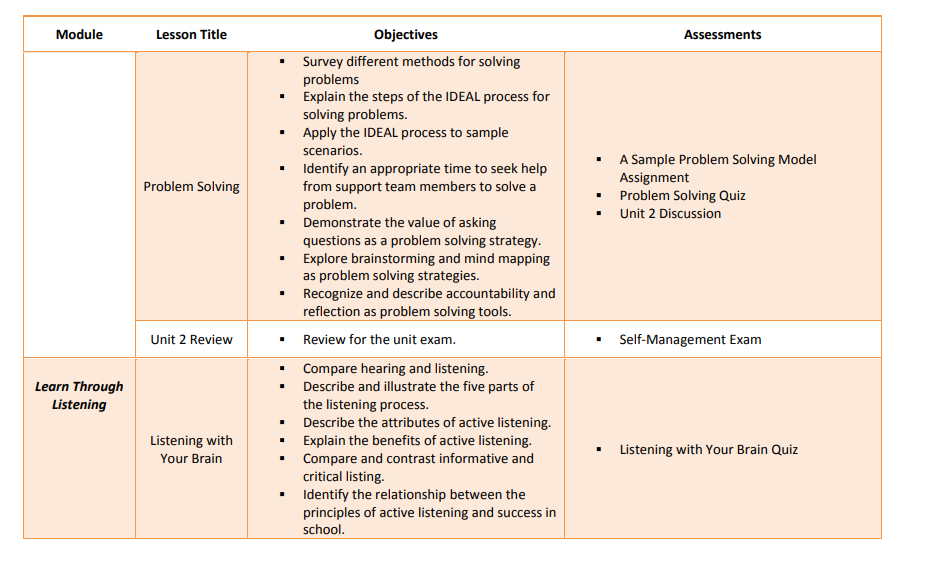 Module Lesson Title Objectives Assessments
Problem Solving
▪ Survey different methods for solving
problems
▪ Explain the steps of the IDEAL process for
solving problems.
▪ Apply the IDEAL process to sample
scenarios.
▪ Identify an appropriate time to seek help
from support team members to solve a
problem.
▪ Demonstrate the value of asking
questions as a problem solving strategy.
▪ Explore brainstorming and mind mapping
as problem solving strategies.
▪ Recognize and describe accountability and
reflection as problem solving tools.
▪ A Sample Problem Solving Model
Assignment
▪ Problem Solving Quiz
▪ Unit 2 Discussion
Unit 2 Review
▪ Review for the unit exam.
▪ Self-Management Exam
Learn Through
Listening
Listening with
Your Brain
▪ Compare hearing and listening.
▪ Describe and illustrate the five parts of
the listening process.
▪ Describe the attributes of active listening.
▪ Explain the benefits of active listening.
▪ Compare and contrast informative and
critical listing.
▪ Identify the relationship between the
principles of active listening and success in
school.
▪ Listening with Your Brain Quiz